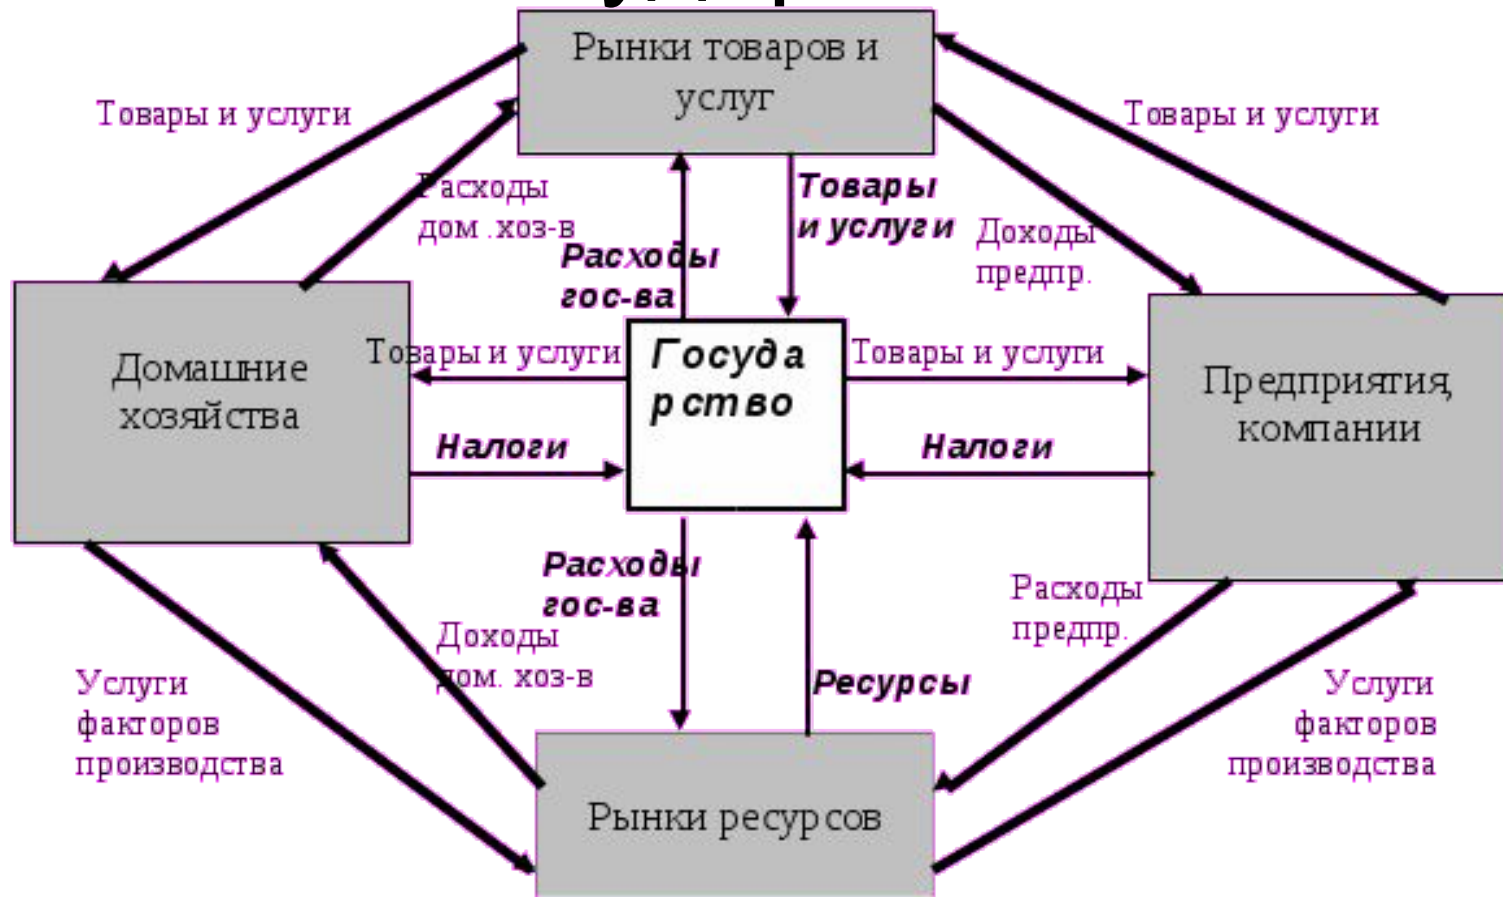 Рынки товаров и
услуг
Товары и услуги
Товары и услуги
Расходы
дом .хоз-в
Товары
и услуги
Доходы
предпр.
Расходы
гос-ва
Домашние
хозяйства
Товары и услуги
Госуда
рство
Товары и услуги
Предприятия,
компании
Налоги
Налоги
Расходы
гос-ва
Расходы
предпр.
Доходы
дом. хоз-в
Услуги
факторов
производства
Ресурсы
Услуги
факторов
производства
Рынки ресурсов